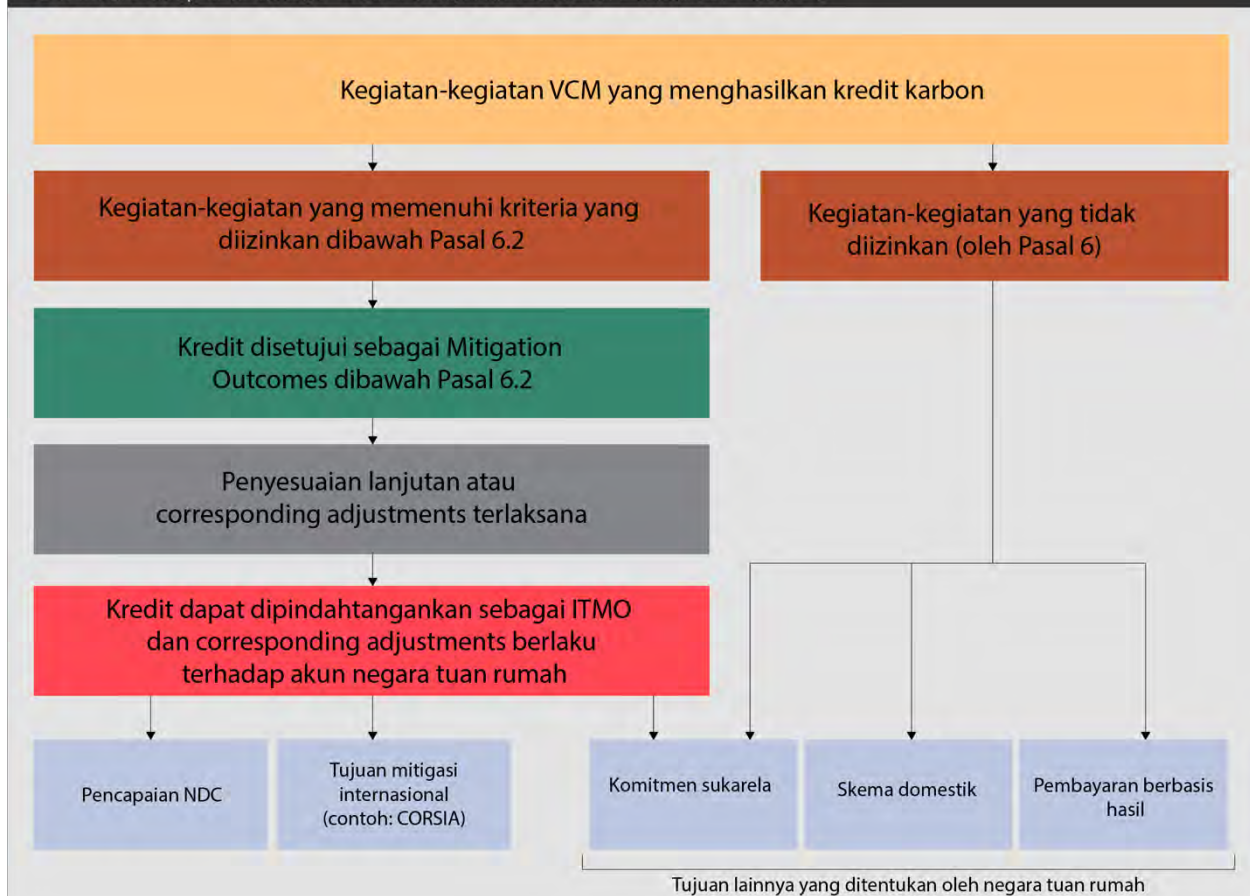 Kegiatan-kegiatan VCM yang menghasilkan kredit karbon
Kegiatan-kegiatan yang memenuhi kriteria yang
diizinkan dibawah Pasal 6.2
Kegiatan-kegiatan yang tidak
diizinkan (oleh Pasal 6)
Kredit disetujui sebagai Mitigation
Outcomes dibawah Pasal 6.2
Penyesuaian lanjutan atau
corresponding adjustments terlaksana
Kredit dapat dipindahtangankan sebagai ITMO
dan corresponding adjustments berlaku
terhadap akun negara tuan rumah
Pencapaian NDC
Tujuan mitigasi
internasional
(contoh: CORSIA)
Komitmen sukarela
Skema domestik
Pembayaran berbasis
hasil
Tujuan lainnya yang ditentukan oleh negara tuan rumah